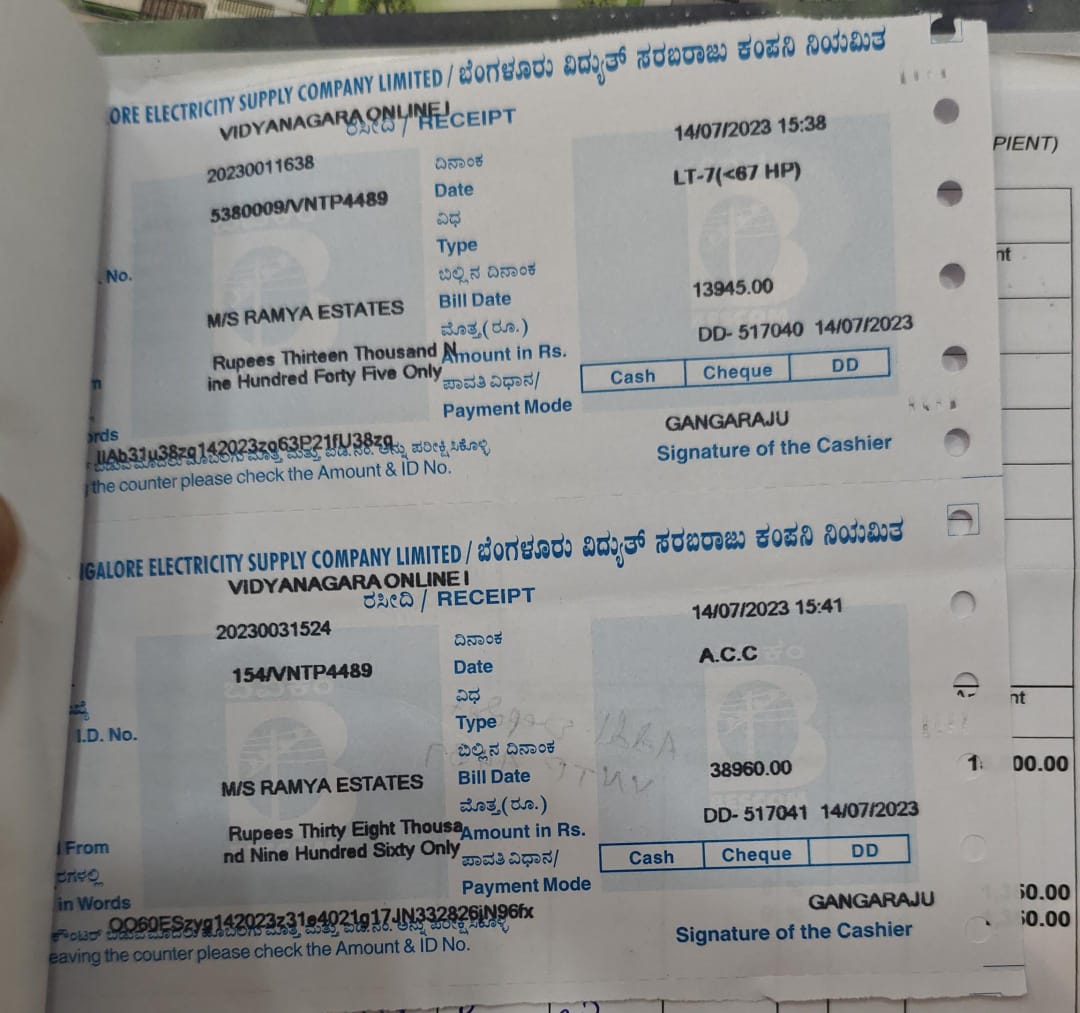 ORE ELECTRICITY SUPPLY COMPANY LIMITED / ಬೆಂಗಳೂರು ವಿದ್ಯುತ್ ಸರಬರಾಜು ಕಂಪನಿ ನಿಯಮಿತ
VIDYANAGARA ONLINE I
ರಸೀದಿ / RECEIPT
14/07/2023 15:38
20230011638
ದಿನಾಂಕ
Date
LT-7(<67 HP)
5380009/VNTP4489
ವಿಧ
Type
. No.
ಬಿಲ್ಲಿನ ದಿನಾಂಕ
Bill Date
13945.00
M/S RAMYA ESTATES
ಮೊತ್ತ(ರೂ.)
DD- 517040 14/07/2023
Rupees Thirteen Thousand N
Amount in Rs.
ine Hundred Forty Five Only
ಪಾವತಿ ವಿಧಾನ/
Cash Cheque DD
Payment Mode
GANGARAJU
ords
Signature of the Cashier
the counter please check the Amount & ID No.
GALORE ELECTRICITY SUPPLY COMPANY LIMITED / ಬೆಂಗಳೂರು ವಿದ್ಯುತ್ ಸರಬರಾಜು ಕಂಪನಿ ನಿಯಮಿತ
VIDYANAGARA ONLINE I
ರಸೀದಿ / RECEIPT
14/07/2023 15:41
20230031524
ದಿನಾಂಕ
Date
A.C.C
154/VNTP4489
ವಿಧ
Type
I.D. No.
ಬಿಲ್ಲಿನ ದಿನಾಂಕ
Bill Date
38960.00
M/S RAMYA ESTATES
ಮೊತ್ತ(ರೂ.)
DD- 517041 14/07/2023
Rupees Thirty Eight Thousa
Amount in Rs.
From
nd Nine Hundred Sixty Only
ಪಾವತಿ ವಿಧಾನ/
Cash Cheque DD
Payment Mode
in Words
GANGARAJU
Signature of the Cashier
eaving the counter please check the Amount & ID No.
PIENT)
nt
nt
00.00
50.00
50.00